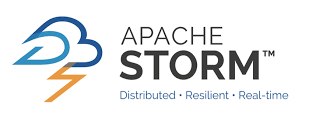 APACHE
STORM™
Distributed • Resilient • Real-time